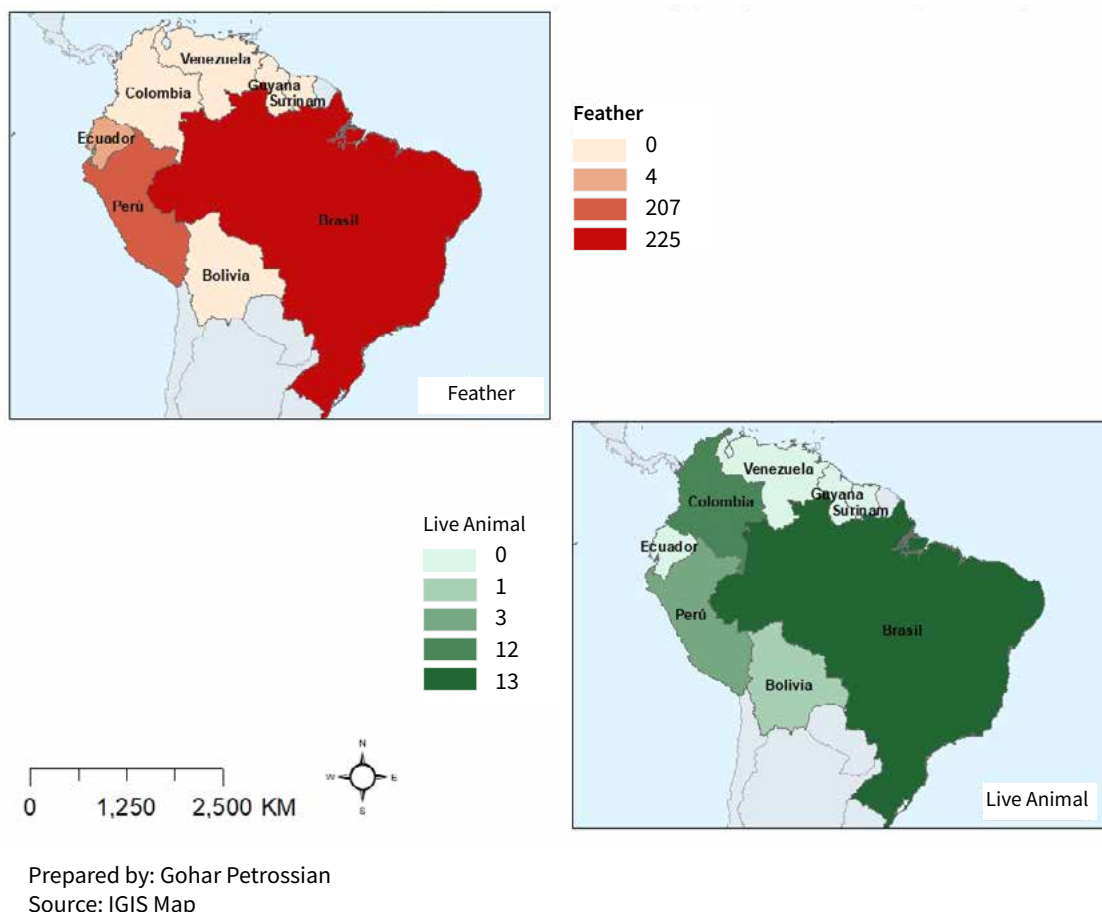 Venezuela
Guyana
Surinam
Colombia
Ecuador
Perú
Brasil
Bolivia
Feather
Feather
0
4
207
225
Live Animal
0
1
3
12
13
Venezuela
Guyana
Surinam
Colombia
Ecuador
Perú
Brasil
Bolivia
Live Animal
N
W E
S
0 1,250 2,500 KM
Prepared by: Gohar Petrossian
Source: IGIS Map